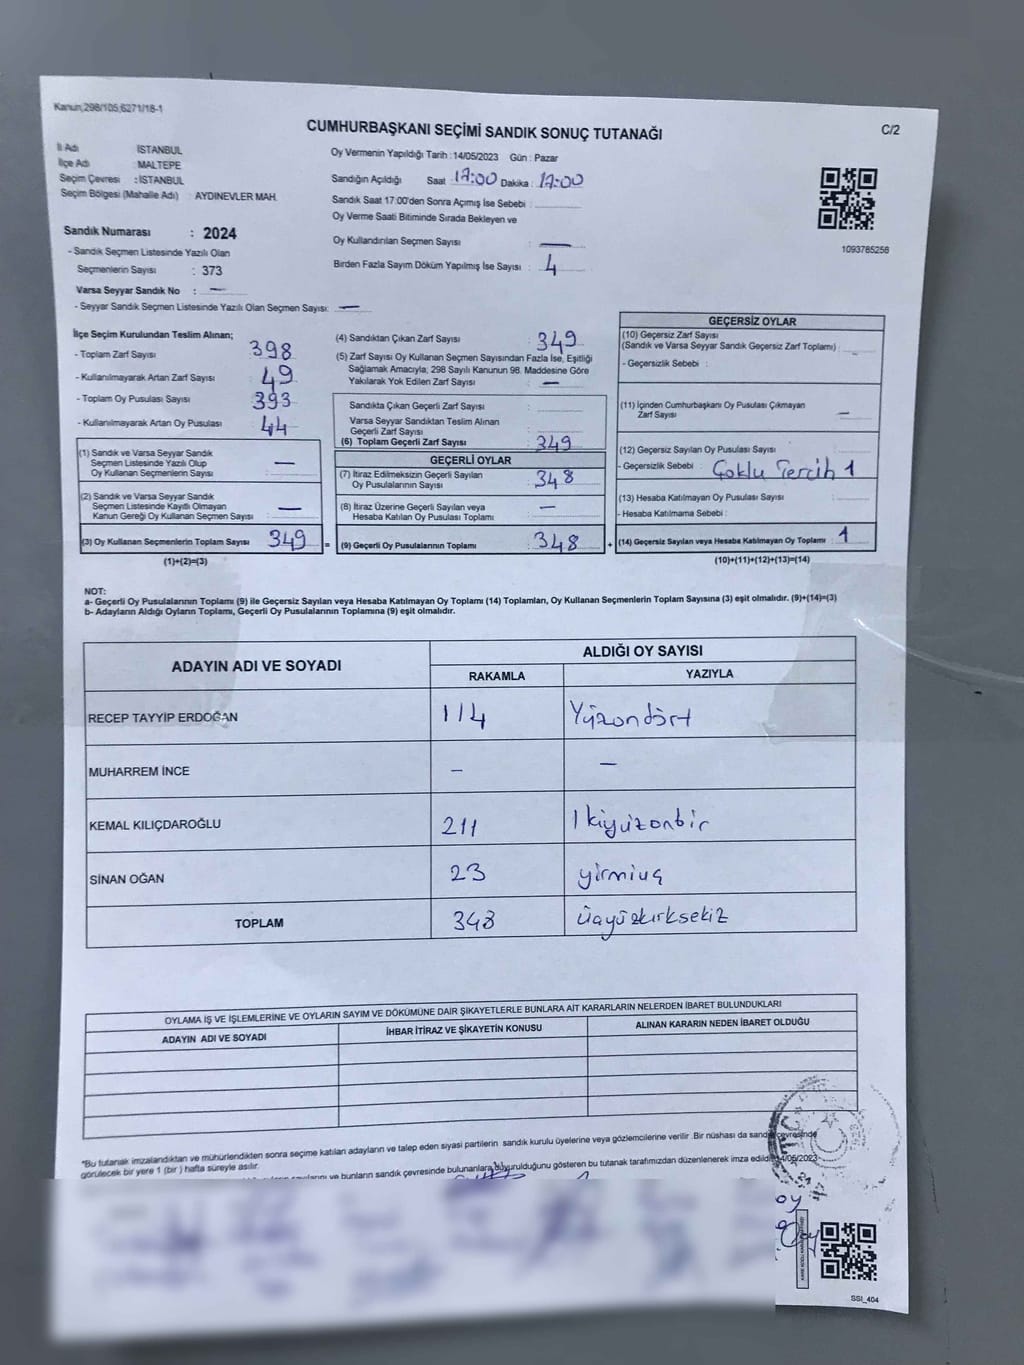 Kanun;298/105,6271/18-1
CUMHURBAŞKANI SEÇİMİ SANDIK SONUÇ TUTANAĞI
C/2
İl Adı İSTANBUL
İlçe Adı : MALTEPE
Seçim Çevresi : İSTANBUL
Seçim Bölgesi (Mahalle Adı) : AYDINEVLER MAH.
Oy Vermenin Yapıldığı Tarih : 14/05/2023 Gün : Pazar
Sandığın Açıldığı Saat : 17:00 Dakika : 17:00
Sandık Saat 17:00'den Sonra Açımış İse Sebebi :
Oy Verme Saati Bitiminde Sırada Bekleyen ve
Oy Kullandırılan Seçmen Sayısı : —
Birden Fazla Sayım Döküm Yapılmış İse Sayısı : 4
1093785256
Sandık Numarası : 2024
- Sandık Seçmen Listesinde Yazılı Olan
Seçmenlerin Sayısı : 373
Varsa Seyyar Sandık No : —
- Seyyar Sandık Seçmen Listesinde Yazılı Olan Seçmen Sayısı: —
İlçe Seçim Kurulundan Teslim Alınan;
- Toplam Zarf Sayısı : 398
- Kullanılmayarak Artan Zarf Sayısı : 49
- Toplam Oy Pusulası Sayısı : 393
- Kullanılmayarak Artan Oy Pusulası : 44
(1) Sandık ve Varsa Seyyar Sandık
Seçmen Listesinde Yazılı Olup
Oy Kullanan Seçmenlerin Sayısı : —
(2) Sandık ve Varsa Seyyar Sandık
Seçmen Listesinde Kayıtlı Olmayan
Kanun Gereği Oy Kullanan Seçmen Sayısı : —
(3) Oy Kullanan Seçmenlerin Toplam Sayısı : 349 =
(1)+(2)=(3)
(4) Sandıktan Çıkan Zarf Sayısı : 349
(5) Zarf Sayısı Oy Kullanan Seçmen Sayısından Fazla İse, Eşitliği
Sağlamak Amacıyla, 298 Sayılı Kanunun 98. Maddesine Göre
Yakılarak Yok Edilen Zarf Sayısı : —
Sandıkta Çıkan Geçerli Zarf Sayısı :
Varsa Seyyar Sandıktan Teslim Alınan
Geçerli Zarf Sayısı :
(6) Toplam Geçerli Zarf Sayısı : 349
GEÇERLİ OYLAR
(7) İtiraz Edilmeksizin Geçerli Sayılan
Oy Pusulalarının Sayısı : 348
(8) İtiraz Üzerine Geçerli Sayılan veya
Hesaba Katılan Oy Pusulası Toplamı : —
(9) Geçerli Oy Pusulalarının Toplamı : 348 +
GEÇERSİZ OYLAR
(10) Geçersiz Zarf Sayısı
(Sandık ve Varsa Seyyar Sandık Geçersiz Zarf Toplamı) :
- Geçersizlik Sebebi :
(11) İçinden Cumhurbaşkanı Oy Pusulası Çıkmayan
Zarf Sayısı : —
(12) Geçersiz Sayılan Oy Pusulası Sayısı :
- Geçersizlik Sebebi : Çoklu Tercih 1
(13) Hesaba Katılmayan Oy Pusulası Sayısı :
- Hesaba Katılmama Sebebi :
(14) Geçersiz Sayılan veya Hesaba Katılmayan Oy Toplamı : 1
(10)+(11)+(12)+(13)=(14)
NOT:
a- Geçerli Oy Pusulalarının Toplamı (9) ile Geçersiz Sayılan veya Hesaba Katılmayan Oy Toplamı (14) Toplamları, Oy Kullanan Seçmenlerin Toplam Sayısına (3) eşit olmalıdır. (9)+(14)=(3)
b- Adayların Aldığı Oyların Toplamı, Geçerli Oy Pusulalarının Toplamına (9) eşit olmalıdır.
ADAYIN ADI VE SOYADI
ALDIĞI OY SAYISI
RAKAMLA YAZIYLA
RECEP TAYYİP ERDOĞAN 114 Yüzondört
MUHARREM İNCE — —
KEMAL KILIÇDAROĞLU 211 İkiyüzonbir
SİNAN OĞAN 23 yirmiüç
TOPLAM 348 üçyüzkırksekiz
OYLAMA İŞ VE İŞLEMLERİNE VE OYLARIN SAYIM VE DÖKÜMÜNE DAİR ŞİKAYETLERLE BUNLARA AİT KARARLARIN NELERDEN İBARET BULUNDUKLARI
ADAYIN ADI VE SOYADI İHBAR İTİRAZ VE ŞİKAYETİN KONUSU ALINAN KARARIN NEDEN İBARET OLDUĞU
*Bu tutanak imzalandıktan ve mühürlendikten sonra seçime katılan adayların ve talep eden siyasi partilerin sandık kurulu üyelerine veya gözlemcilerine verilir .Bir nüshası da sandık çevresinde
görülecek bir yere 1 (bir ) hafta süreyle asılır.
ve bunların sandık çevresinde bulunanlara duyurulduğunu gösteren bu tutanak tarafımızdan düzenlenerek imza edildi. 14/05/2023
SSI_404